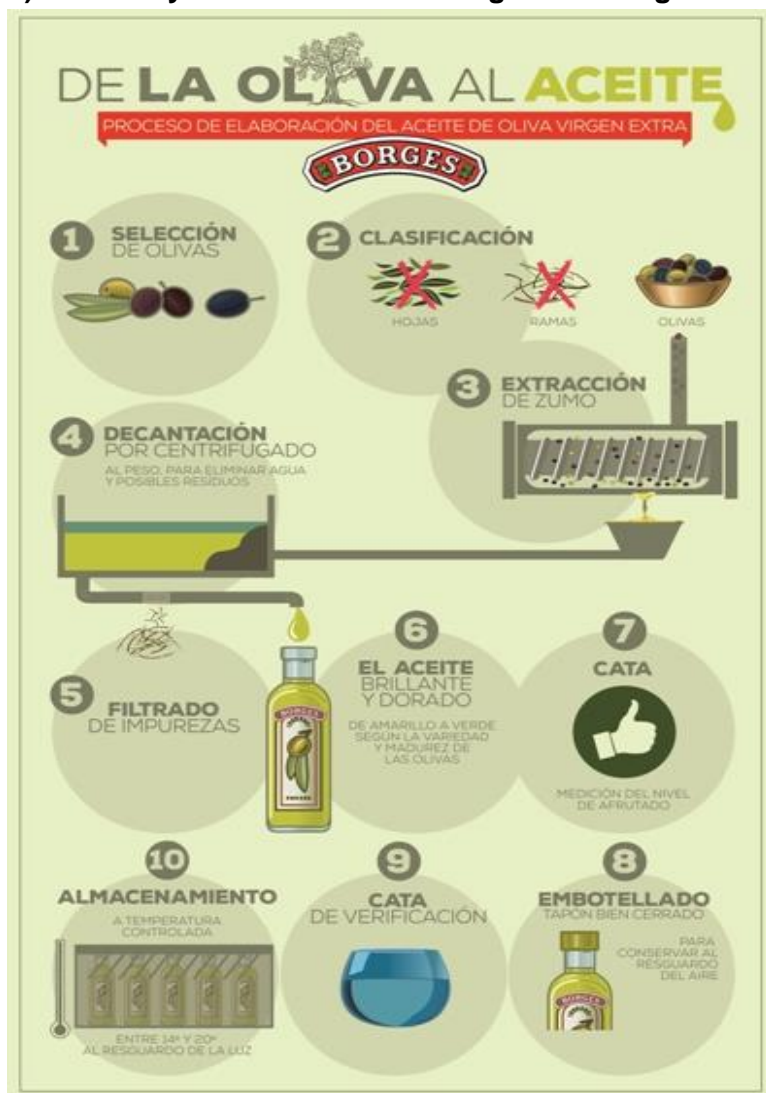 DE LA OLIVA AL ACEITE
PROCESO DE ELABORACIÓN DEL ACEITE DE OLIVA VIRGEN EXTRA
BORGES
1 SELECCIÓN
DE OLIVAS
2 CLASIFICACIÓN
HOJAS
RAMAS
OLIVAS
3 EXTRACCIÓN
DE ZUMO
4 DECANTACIÓN
POR CENTRIFUGADO
AL PESO, PARA ELIMINAR AGUA
Y POSIBLES RESIDUOS
5 FILTRADO
DE IMPUREZAS
BORGES
6
EL ACEITE
BRILLANTE
Y DORADO
DE AMARILLO A VERDE
SEGÚN LA VARIEDAD
Y MADUREZ DE
LAS OLIVAS
7
CATA
MEDICIÓN DEL NIVEL
DE AFRUTADO
10
ALMACENAMIENTO
A TEMPERATURA
CONTROLADA
ENTRE 14º Y 20º
AL RESGUARDO DE LA LUZ
9
CATA
DE VERIFICACIÓN
8
EMBOTELLADO
TAPÓN BIEN CERRADO
PARA
CONSERVAR AL
RESGUARDO
DEL AIRE
BORGES